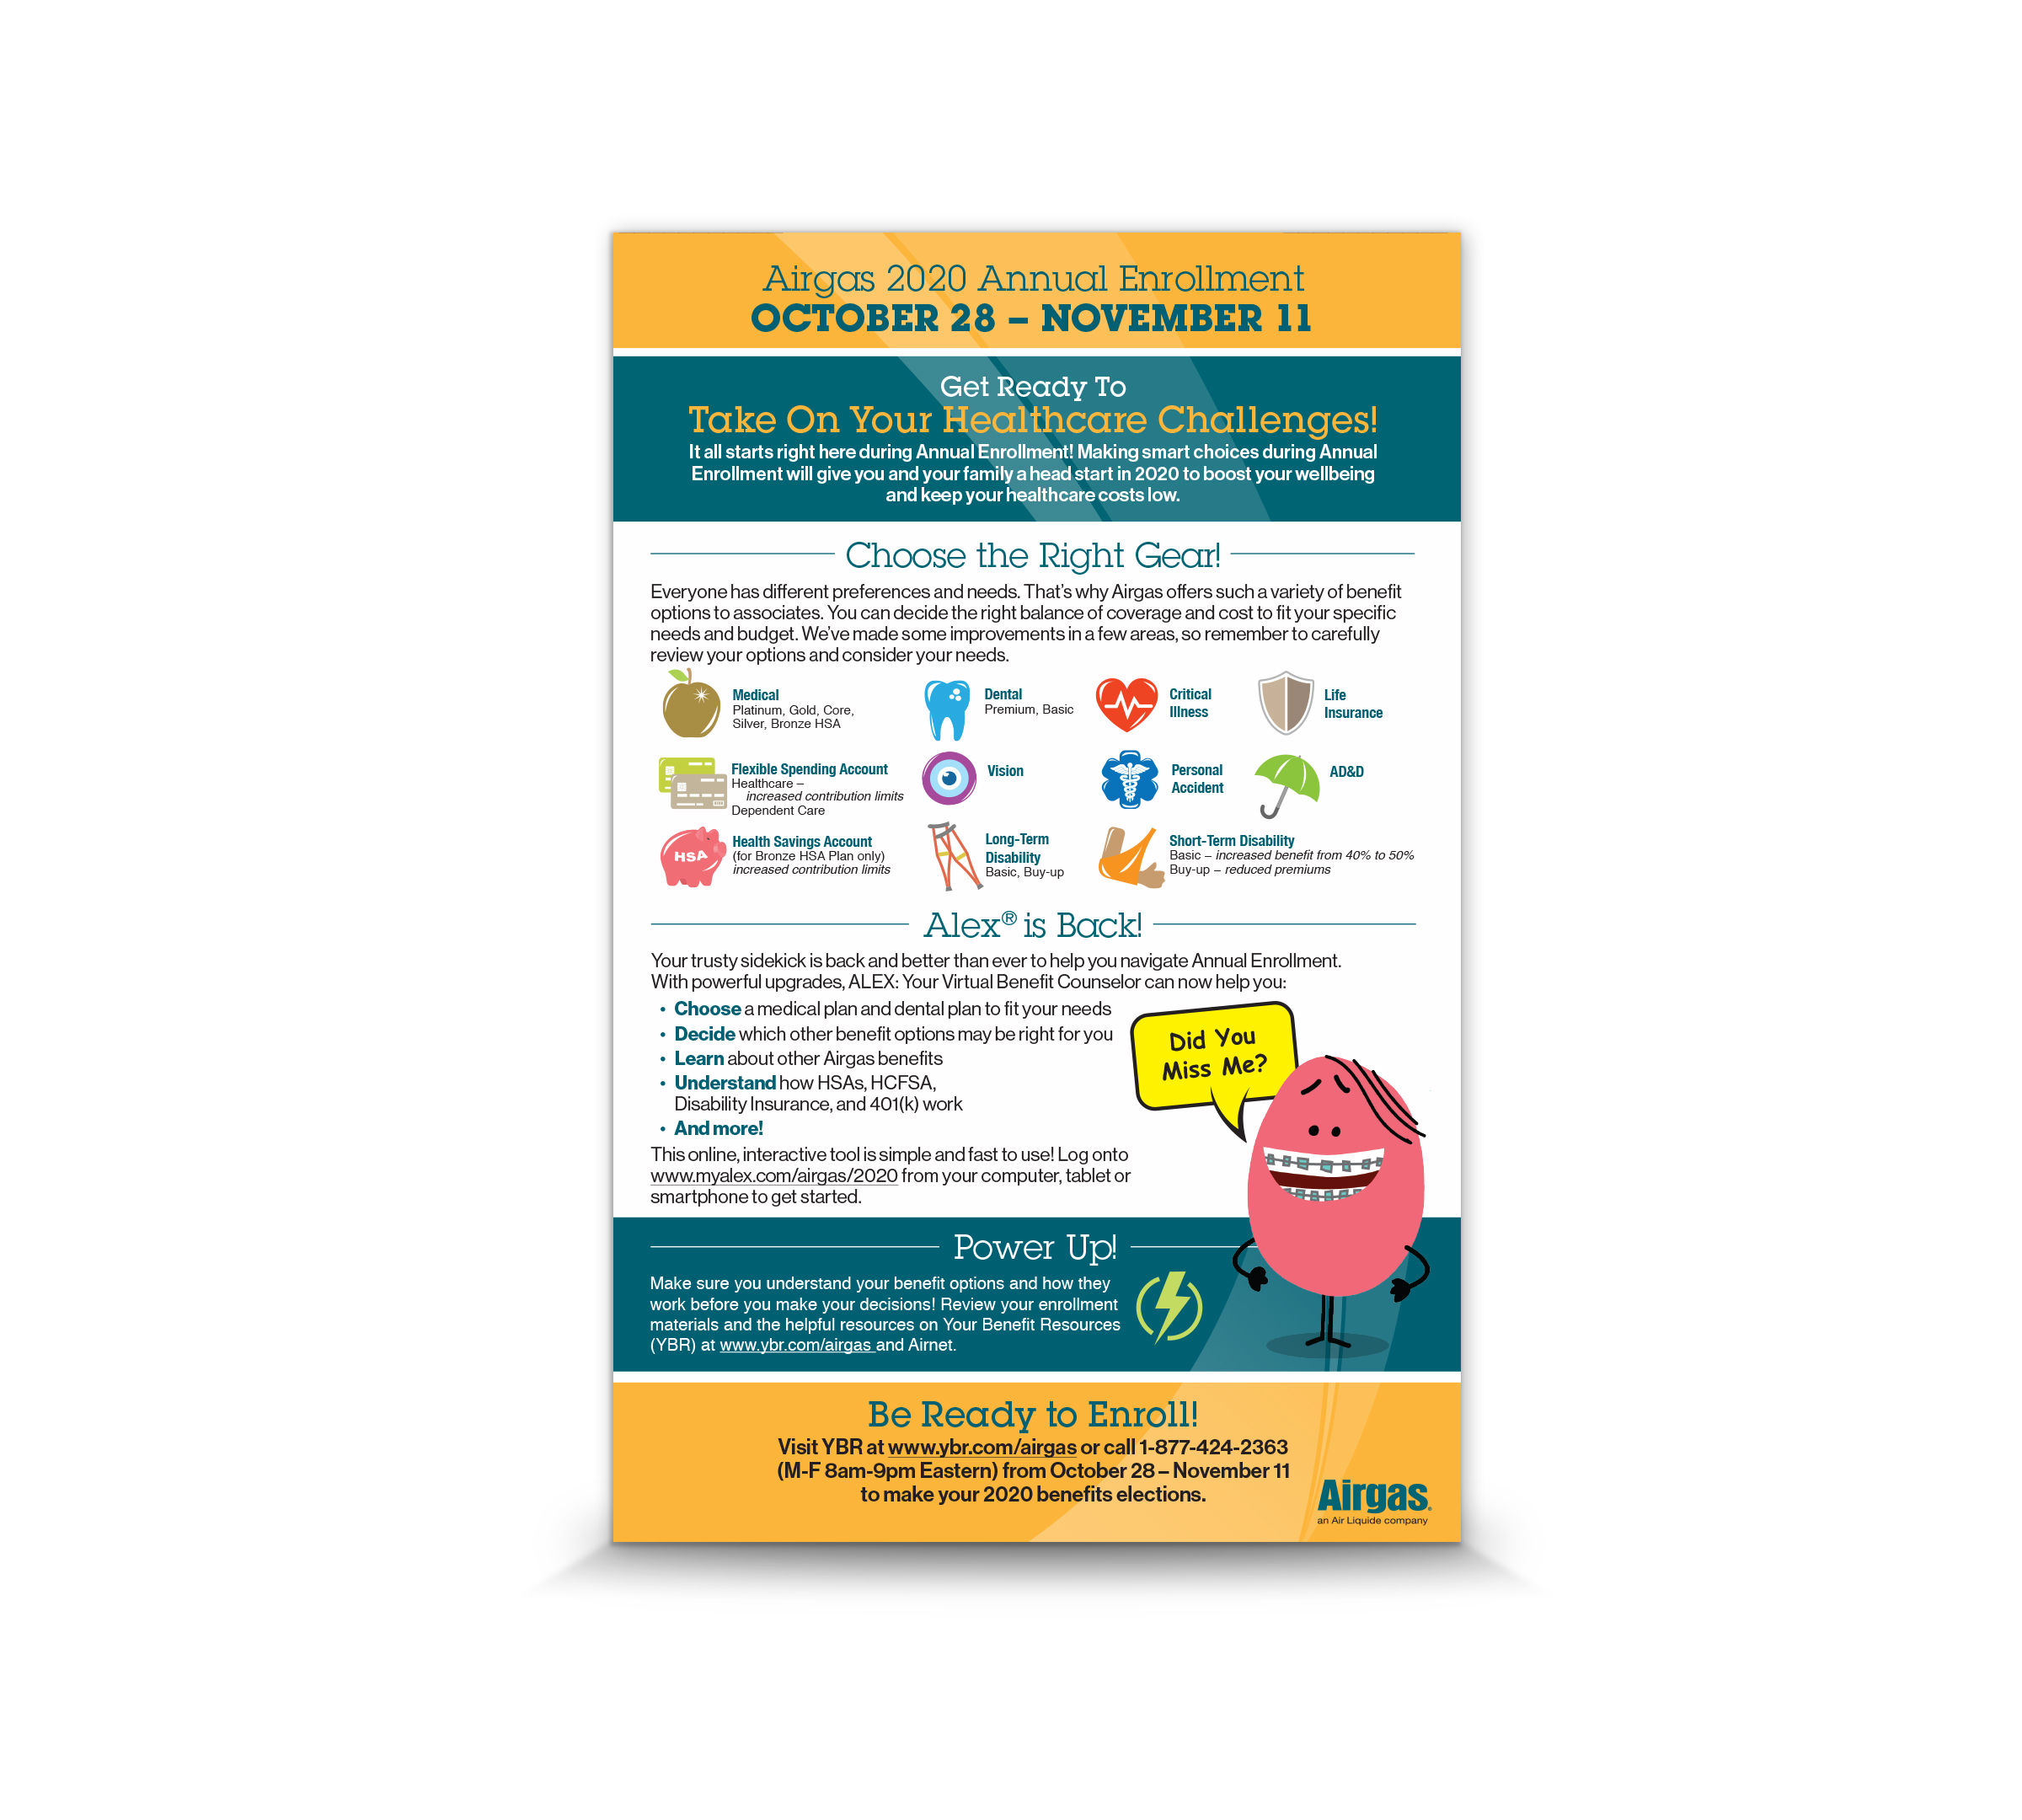 Airgas 2020 Annual Enrollment
OCTOBER 28 – NOVEMBER 11
Get Ready To
Take On Your Healthcare Challenges!
It all starts right here during Annual Enrollment! Making smart choices during Annual
Enrollment will give you and your family a head start in 2020 to boost your wellbeing
and keep your healthcare costs low.
Choose the Right Gear!
Everyone has different preferences and needs. That's why Airgas offers such a variety of benefit
options to associates. You can decide the right balance of coverage and cost to fit your specific
needs and budget. We've made some improvements in a few areas, so remember to carefully
review your options and consider your needs.
Medical
Platinum, Gold, Core,
Silver, Bronze HSA
Dental
Premium, Basic
Critical
Illness
Life
Insurance
Flexible Spending Account
Healthcare –
increased contribution limits
Dependent Care
Vision
Personal
Accident
AD&D
HSA
Health Savings Account
(for Bronze HSA Plan only)
increased contribution limits
Long-Term
Disability
Basic, Buy-up
Short-Term Disability
Basic – increased benefit from 40% to 50%
Buy-up – reduced premiums
Alex® is Back!
Your trusty sidekick is back and better than ever to help you navigate Annual Enrollment.
With powerful upgrades, ALEX: Your Virtual Benefit Counselor can now help you:
• Choose a medical plan and dental plan to fit your needs
• Decide which other benefit options may be right for you
• Learn about other Airgas benefits
• Understand how HSAs, HCFSA,
Disability Insurance, and 401(k) work
• And more!
Did You
Miss Me?
This online, interactive tool is simple and fast to use! Log onto
www.myalex.com/airgas/2020 from your computer, tablet or
smartphone to get started.
Power Up!
Make sure you understand your benefit options and how they
work before you make your decisions! Review your enrollment
materials and the helpful resources on Your Benefit Resources
(YBR) at www.ybr.com/airgas and Airnet.
Be Ready to Enroll!
Visit YBR at www.ybr.com/airgas or call 1-877-424-2363
(M-F 8am-9pm Eastern) from October 28 – November 11
to make your 2020 benefits elections.
Airgas®
an Air Liquide company